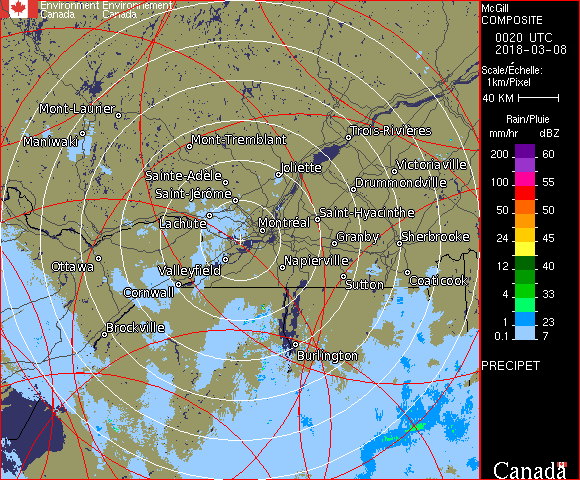 Environment Environnement
Canada Canada
McGill
COMPOSITE
0020 UTC
2018-03-08
Scale/Échelle:
1km/Pixel
40 KM
Rain/Pluie
mm/hr dBZ
200 60
100 55
50 50
24 45
12 40
4 33
1 23
0.1 7
PRECIPET
Canada
Mont-Laurier
Maniwaki
Mont-Tremblant
Trois-Rivières
Sainte-Adèle
Joliette
Victoriaville
Saint-Jérôme
Drummondville
Lachute
Montréal
Saint-Hyacinthe
Granby
Sherbrooke
Ottawa
Valleyfield
Napierville
Cornwall
Sutton
Coaticook
Brockville
Burlington